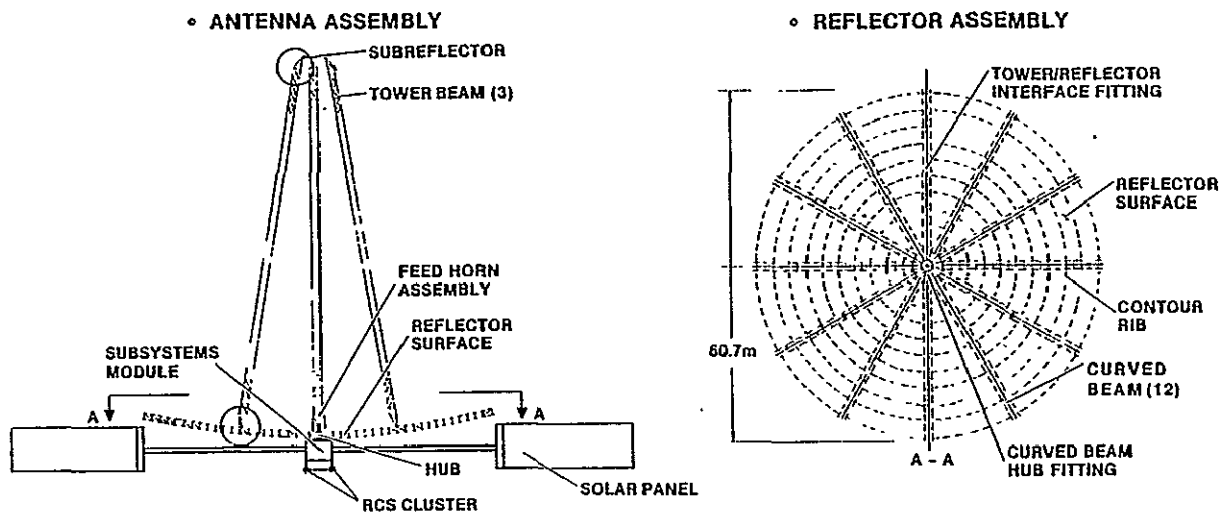 ° ANTENNA ASSEMBLY
SUBREFLECTOR
TOWER BEAM (3)
FEED HORN
ASSEMBLY
REFLECTOR
SURFACE
SUBSYSTEMS
MODULE
A
A
HUB
RCS CLUSTER
SOLAR PANEL
° REFLECTOR ASSEMBLY
TOWER/REFLECTOR
INTERFACE FITTING
REFLECTOR
SURFACE
CONTOUR
RIB
60.7m
CURVED
BEAM (12)
A – A
CURVED BEAM
HUB FITTING